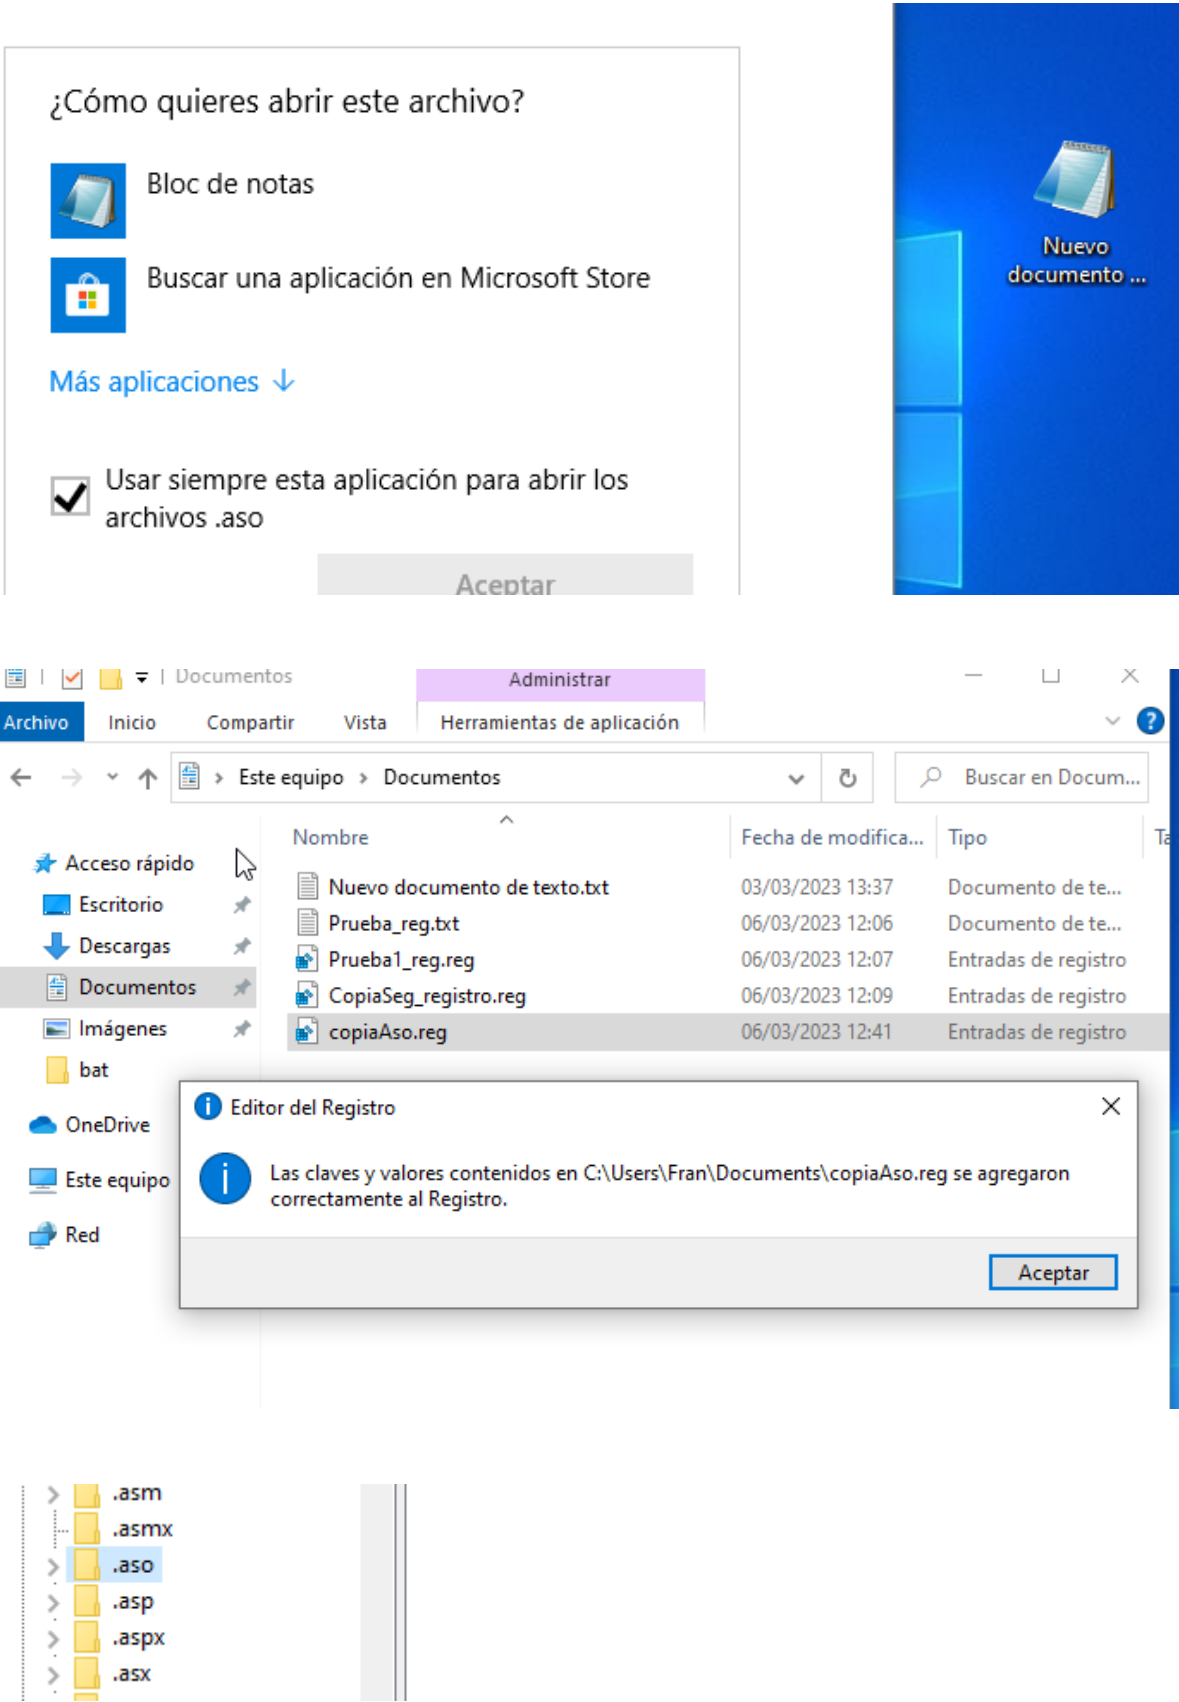 ¿Cómo quieres abrir este archivo?
Bloc de notas
Buscar una aplicación en Microsoft Store
Más aplicaciones
Usar siempre esta aplicación para abrir los
archivos .aso
Aceptar
Nuevo
documento ...
Documentos
Administrar
Archivo Inicio Compartir Vista Herramientas de aplicación
Este equipo > Documentos
Buscar en Docum...
Nombre Fecha de modifica... Tipo Ta
Acceso rápido
Escritorio
Descargas
Documentos
Imágenes
bat
OneDrive
Este equipo
Red
Nuevo documento de texto.txt 03/03/2023 13:37 Documento de te...
Prueba_reg.txt 06/03/2023 12:06 Documento de te...
Prueba1_reg.reg 06/03/2023 12:07 Entradas de registro
CopiaSeg_registro.reg 06/03/2023 12:09 Entradas de registro
copiaAso.reg 06/03/2023 12:41 Entradas de registro
Editor del Registro
Las claves y valores contenidos en C:\Users\Fran\Documents\copiaAso.reg se agregaron
correctamente al Registro.
Aceptar
.asm
.asmx
.aso
.asp
.aspx
.asx